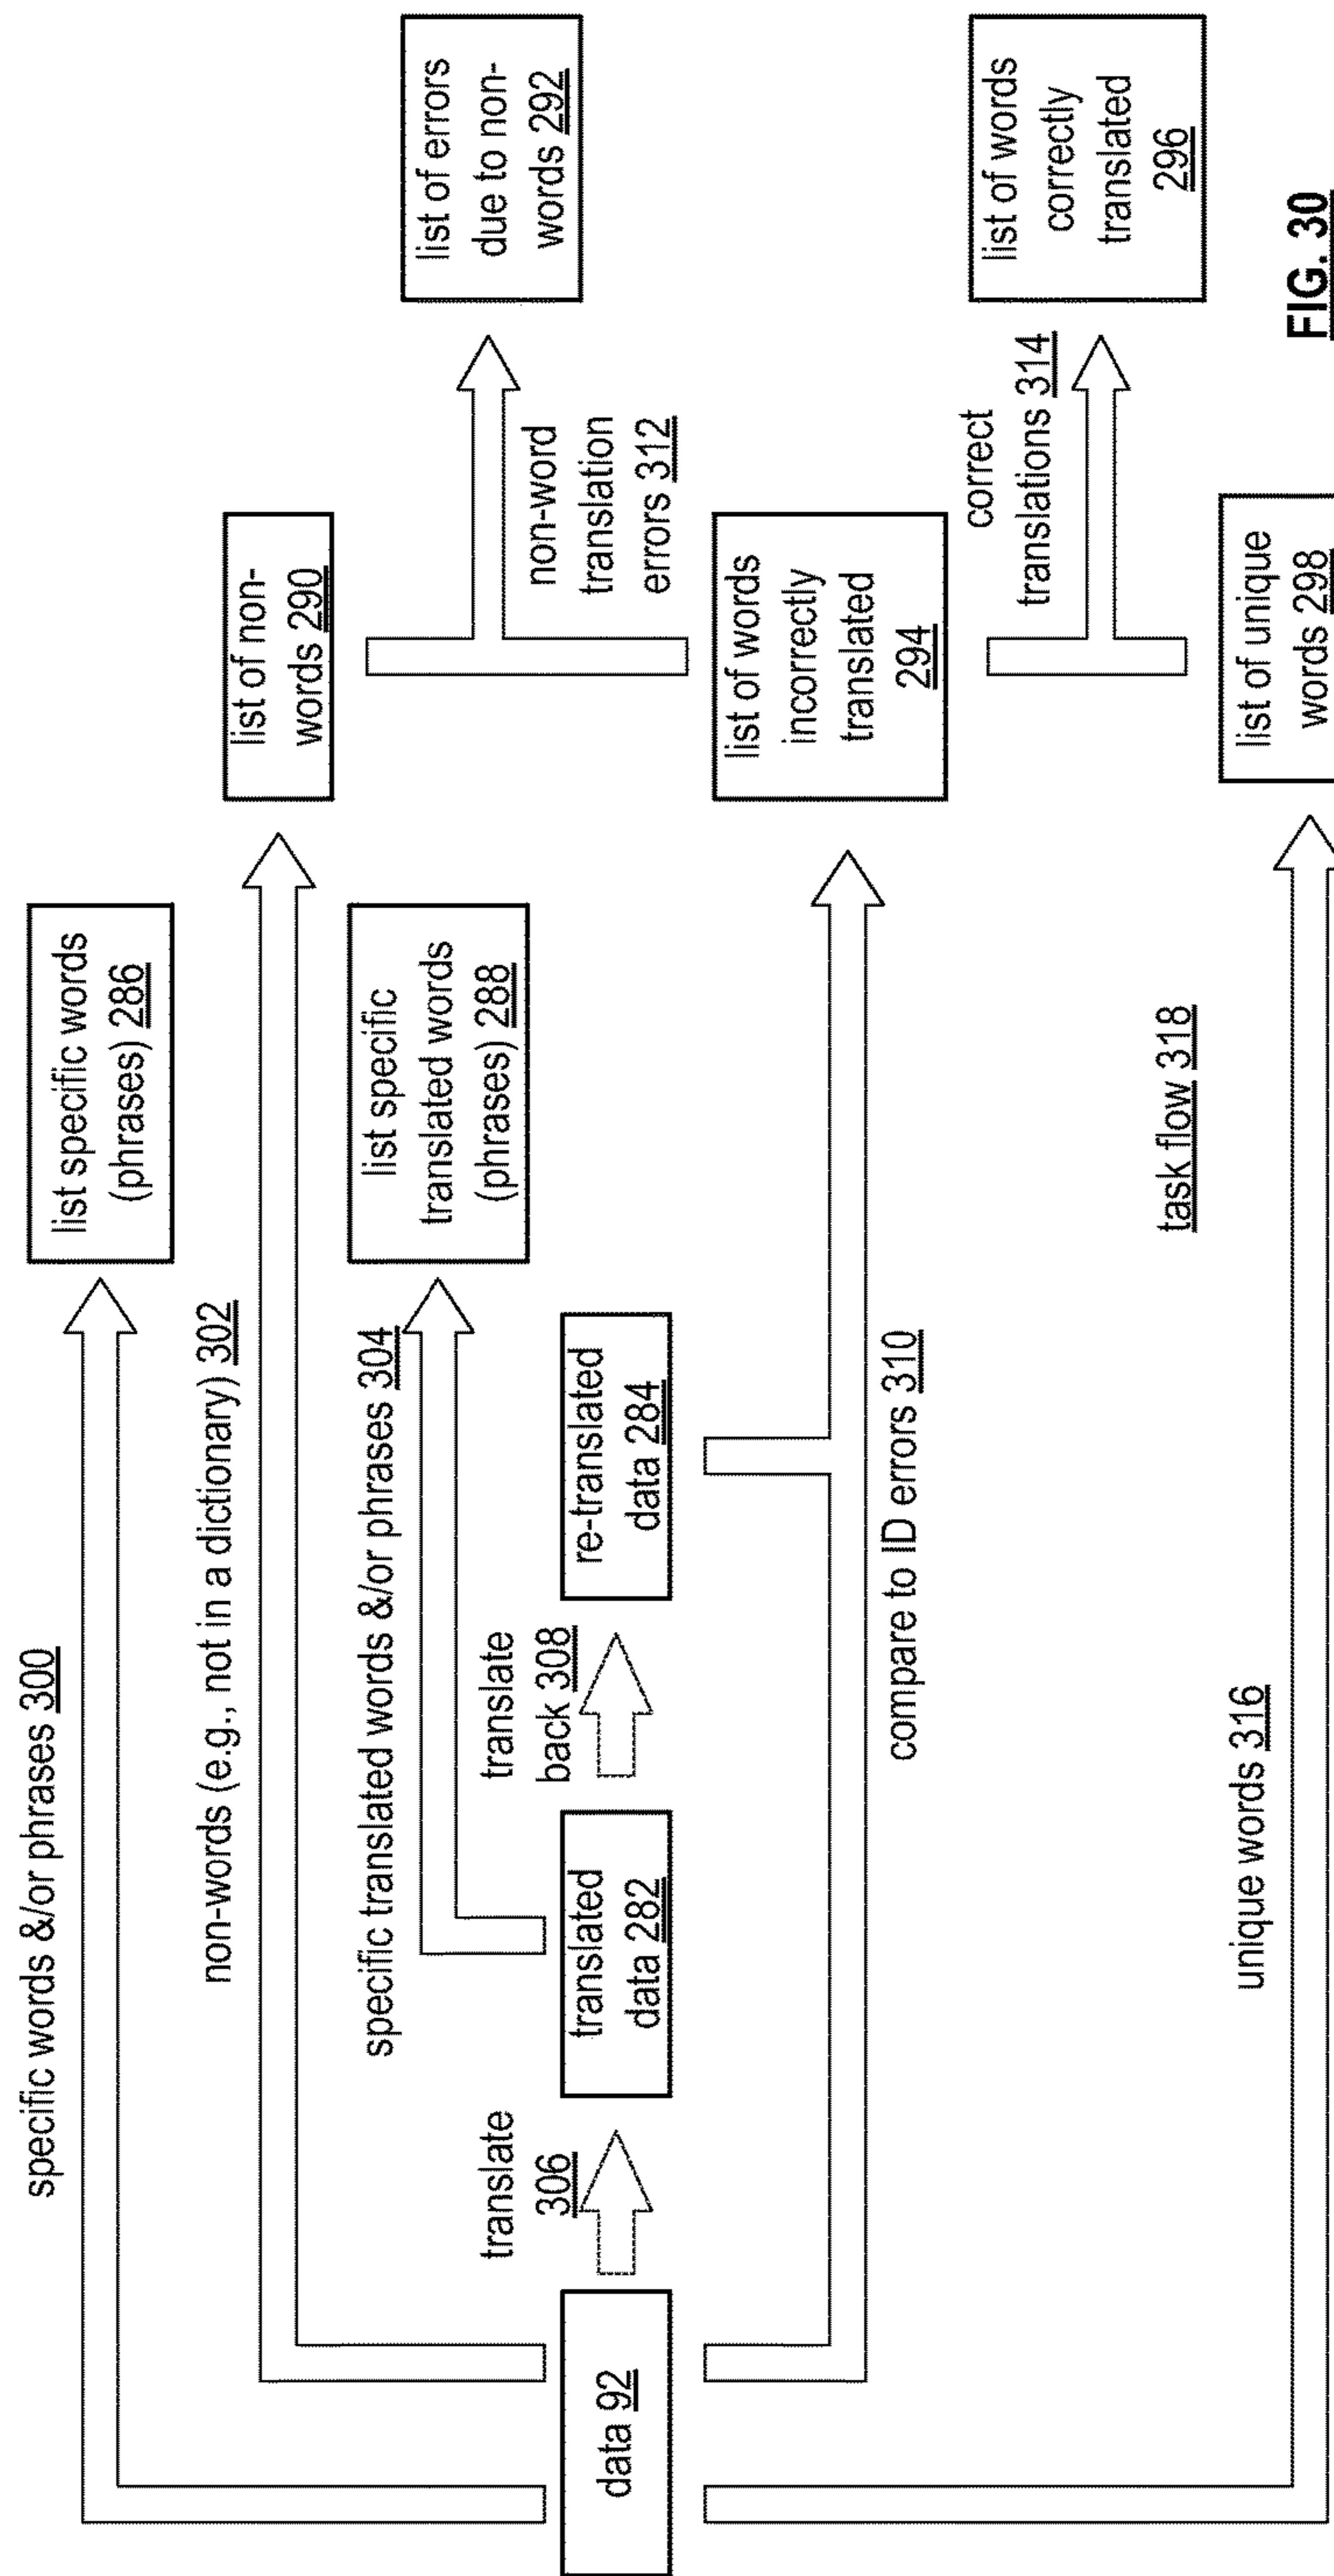 specific words &/or phrases 300
list specific words
(phrases) 286
non-words (e.g., not in a dictionary) 302
list of non-
words 290
specific translated words &/or phrases 304
list specific
translated words
(phrases) 288
list of errors
due to non-
words 292
non-word
translation
errors 312
data 92
translate
306
translated
data 282
translate
back 308
re-translated
data 284
compare to ID errors 310
list of words
incorrectly
translated
294
correct
translations 314
list of words
correctly
translated
296
task flow 318
unique words 316
list of unique
words 298
FIG. 30